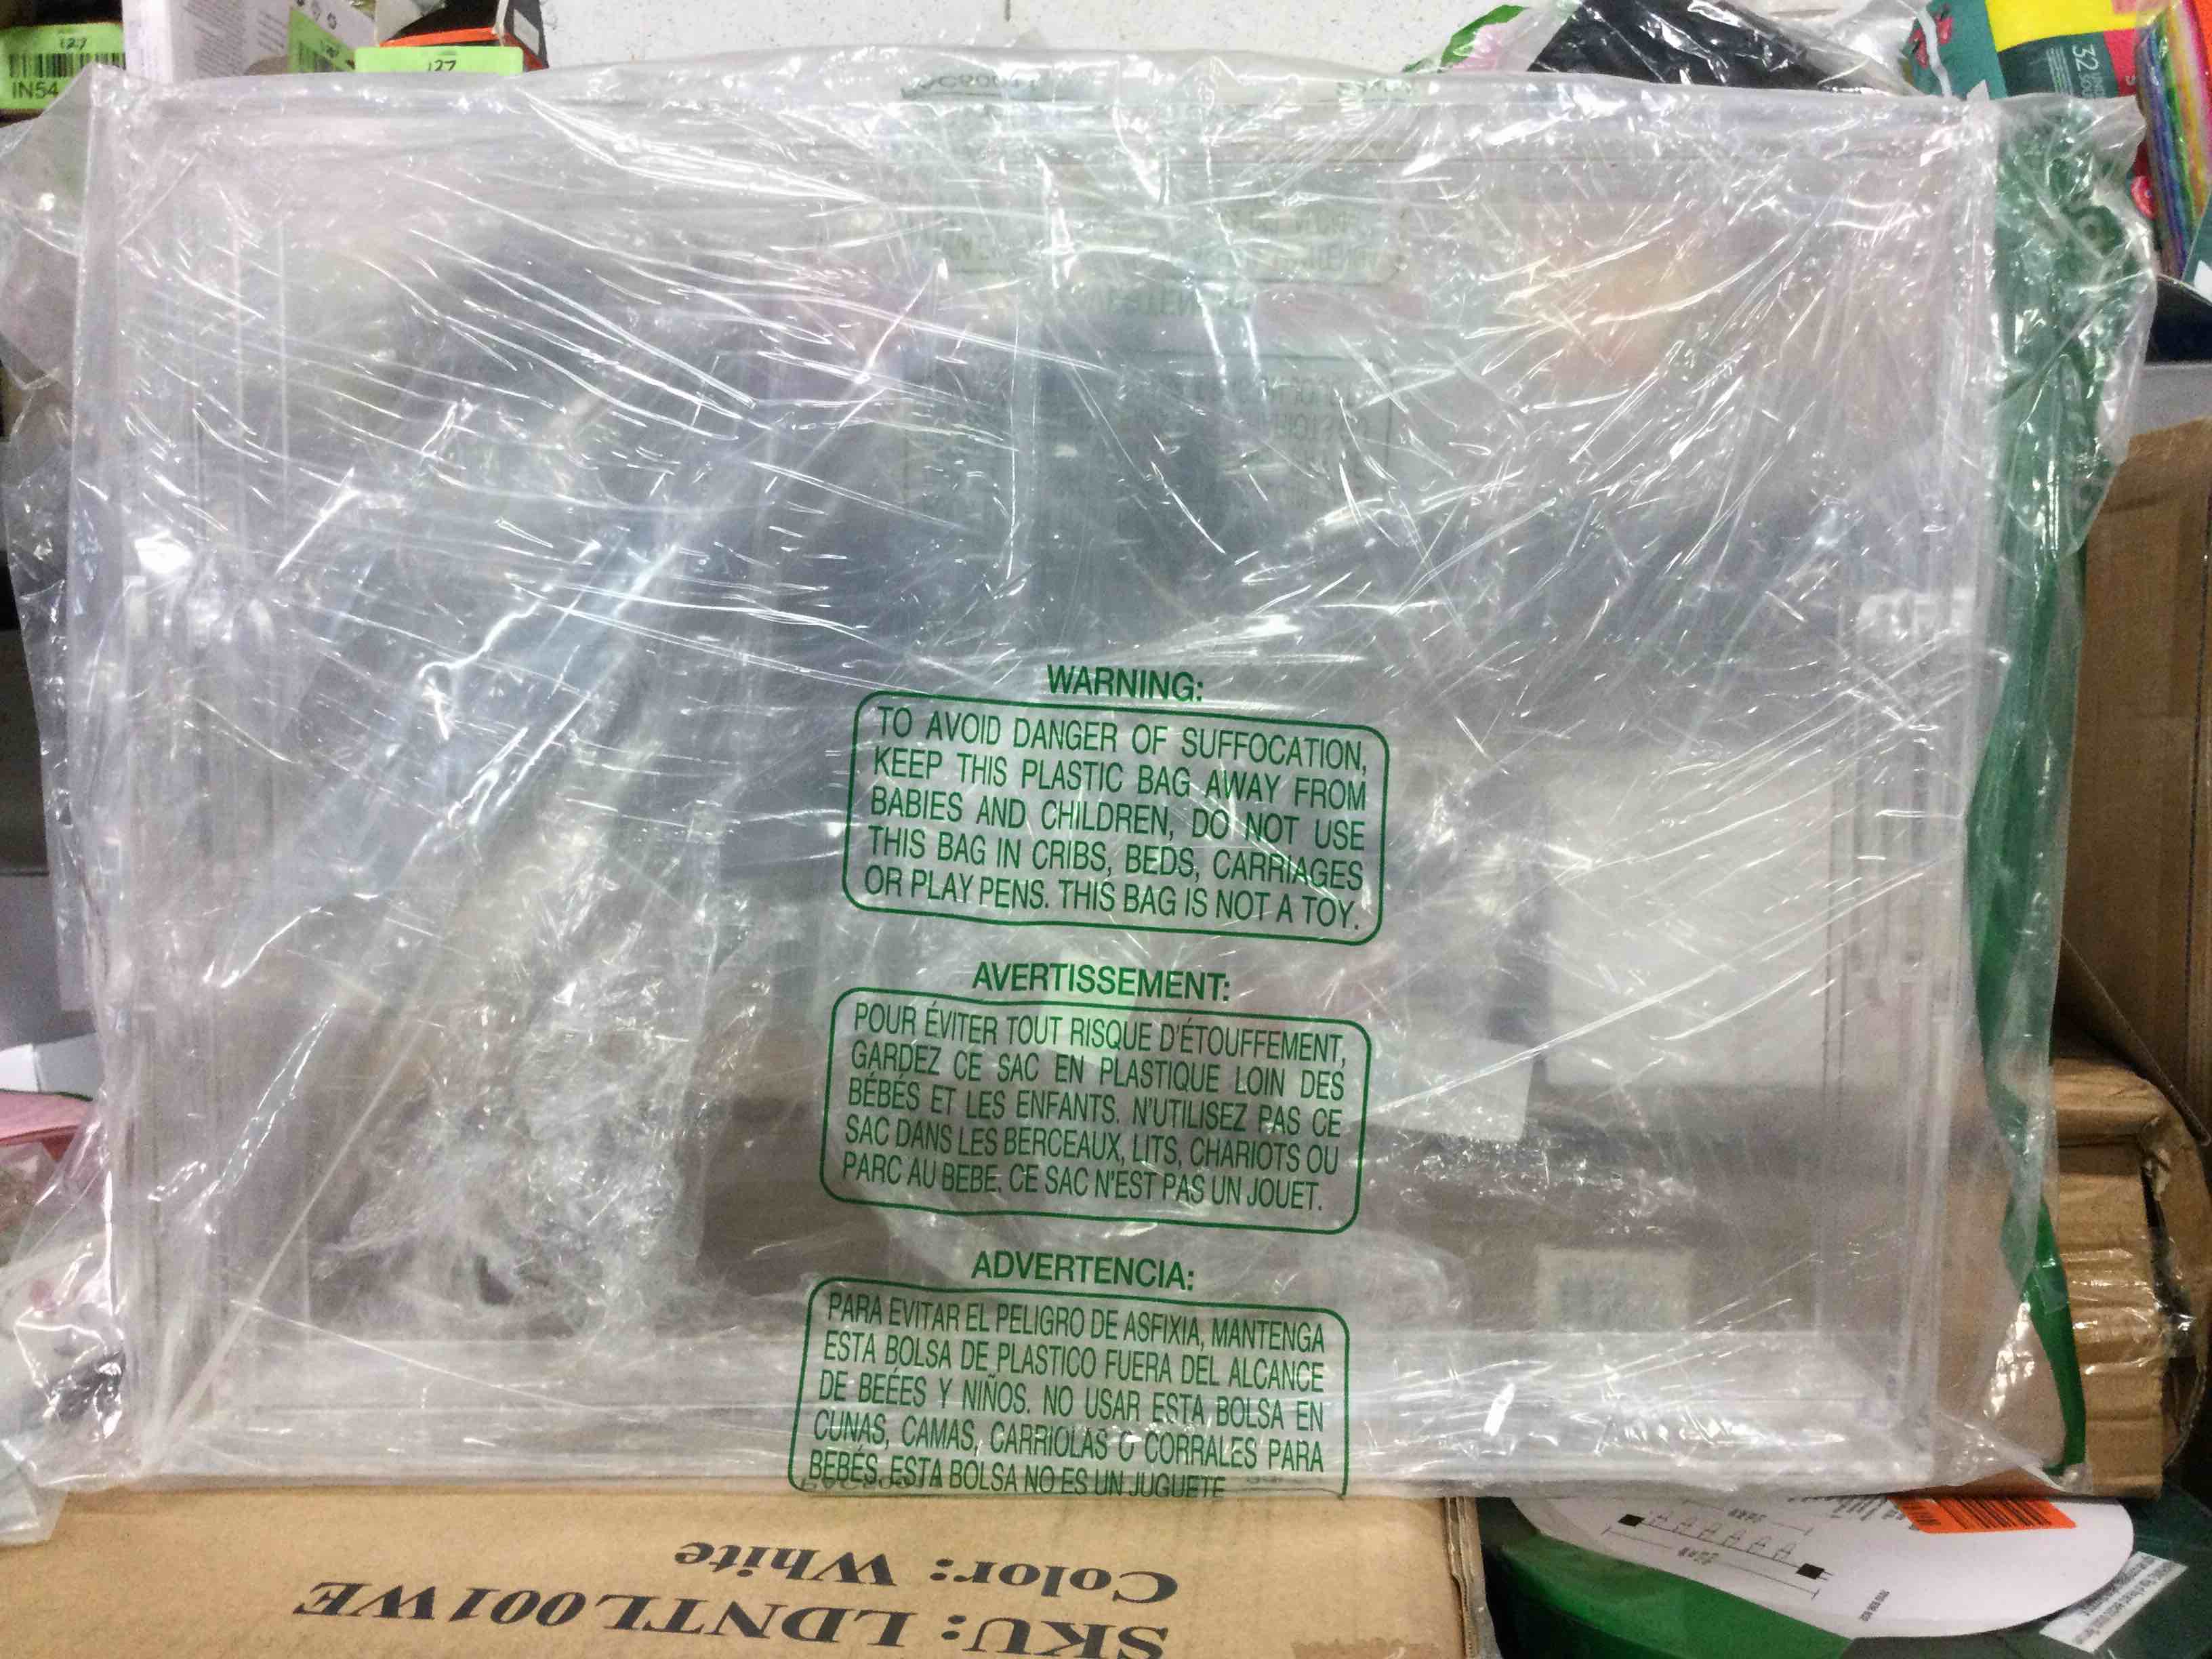 127
IN54
127
32
WARNING:
TO AVOID DANGER OF SUFFOCATION,
KEEP THIS PLASTIC BAG AWAY FROM
BABIES AND CHILDREN, DO NOT USE
THIS BAG IN CRIBS, BEDS, CARRIAGES
OR PLAY PENS. THIS BAG IS NOT A TOY.
AVERTISSEMENT:
POUR ÉVITER TOUT RISQUE D'ÉTOUFFEMENT,
GARDEZ CE SAC EN PLASTIQUE LOIN DES
BÉBÉS ET LES ENFANTS. N'UTILISEZ PAS CE
SAC DANS LES BERCEAUX, LITS, CHARIOTS OU
PARC AU BEBE. CE SAC N'EST PAS UN JOUET.
ADVERTENCIA:
PARA EVITAR EL PELIGRO DE ASFIXIA, MANTENGA
ESTA BOLSA DE PLASTICO FUERA DEL ALCANCE
DE BEÉES Y NIÑOS. NO USAR ESTA BOLSA EN
CUNAS, CAMAS, CARRIOLAS O CORRALES PARA
BEBÉS. ESTA BOLSA NO ES UN JUGUETE
SKU: LDNTL001WE
Color: White